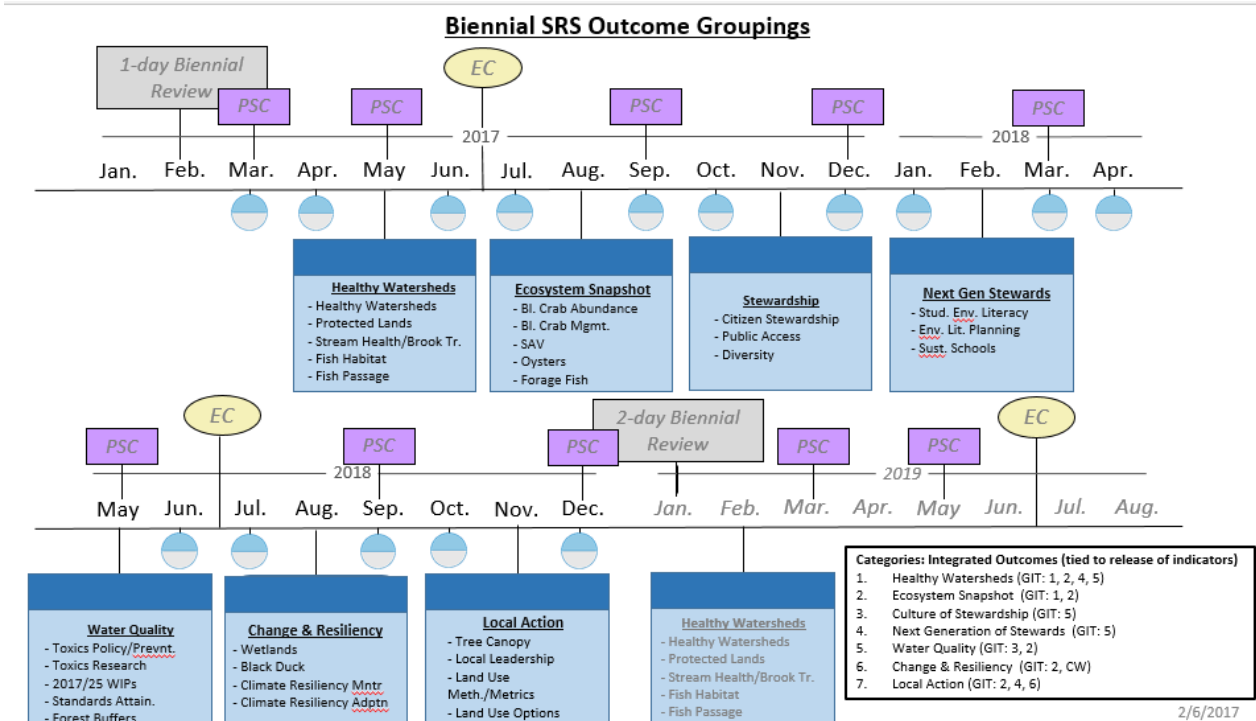 Biennial SRS Outcome Groupings
1-day Biennial
Review
EC
PSC
PSC
PSC
PSC
PSC
2017
2018
Jan.
Feb.
Mar.
Apr.
May
Jun.
Jul.
Aug.
Sep.
Oct.
Nov.
Dec.
Jan.
Feb.
Mar.
Apr.
Healthy Watersheds
- Healthy Watersheds
- Protected Lands
- Stream Health/Brook Tr.
- Fish Habitat
- Fish Passage
Ecosystem Snapshot
- Bl. Crab Abundance
- Bl. Crab Mgmt.
- SAV
- Oysters
- Forage Fish
Stewardship
- Citizen Stewardship
- Public Access
- Diversity
Next Gen Stewards
- Stud. Env. Literacy
- Env. Lit. Planning
- Sust. Schools
EC
2-day Biennial
Review
EC
PSC
PSC
PSC
PSC
PSC
2018
2019
May
Jun.
Jul.
Aug.
Sep.
Oct.
Nov.
Dec.
Jan.
Feb.
Mar.
Apr.
May
Jun.
Jul.
Aug.
Water Quality
- Toxics Policy/Prevnt.
- Toxics Research
- 2017/25 WIPs
- Standards Attain.
- Forest Buffers
Change & Resiliency
- Wetlands
- Black Duck
- Climate Resiliency Mntr
- Climate Resiliency Adptn
Local Action
- Tree Canopy
- Local Leadership
- Land Use
Meth./Metrics
- Land Use Options
Healthy Watersheds
- Healthy Watersheds
- Protected Lands
- Stream Health/Brook Tr.
- Fish Habitat
- Fish Passage
Categories: Integrated Outcomes (tied to release of indicators)
1. Healthy Watersheds (GIT: 1, 2, 4, 5)
2. Ecosystem Snapshot (GIT: 1, 2)
3. Culture of Stewardship (GIT: 5)
4. Next Generation of Stewards (GIT: 5)
5. Water Quality (GIT: 3, 2)
6. Change & Resiliency (GIT: 2, CW)
7. Local Action (GIT: 2, 4, 6)
2/6/2017